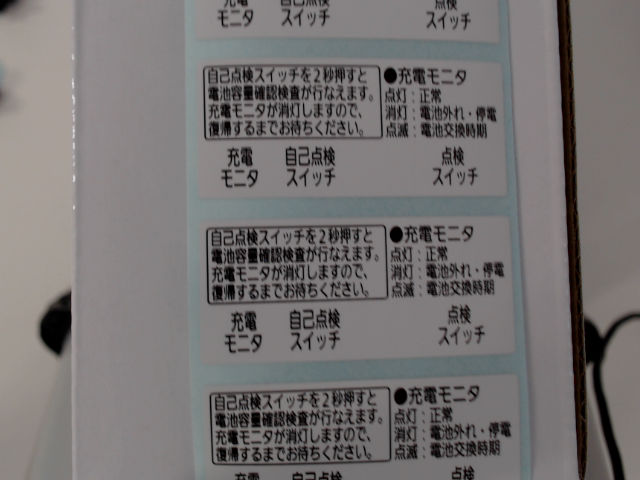 充電 自己点検 点検
モニタ スイッチ スイッチ
自己点検スイッチを2秒押すと
電池容量確認検査が行なえます。
充電モニタが消灯しますので、
復帰するまでお待ちください。
●充電モニタ
点灯：正常
消灯：電池外れ・停電
点滅：電池交換時期
充電 自己点検 点検
モニタ スイッチ スイッチ
自己点検スイッチを2秒押すと
電池容量確認検査が行なえます。
充電モニタが消灯しますので、
復帰するまでお待ちください。
●充電モニタ
点灯：正常
消灯：電池外れ・停電
点滅：電池交換時期
充電 自己点検 点検
モニタ スイッチ スイッチ
自己点検スイッチを2秒押すと
電池容量確認検査が行なえます。
充電モニタが消灯しますので、
復帰するまでお待ちください。
●充電モニタ
点灯：正常
消灯：電池外れ・停電
点滅：電池交換時期
充電 自己点検 点検